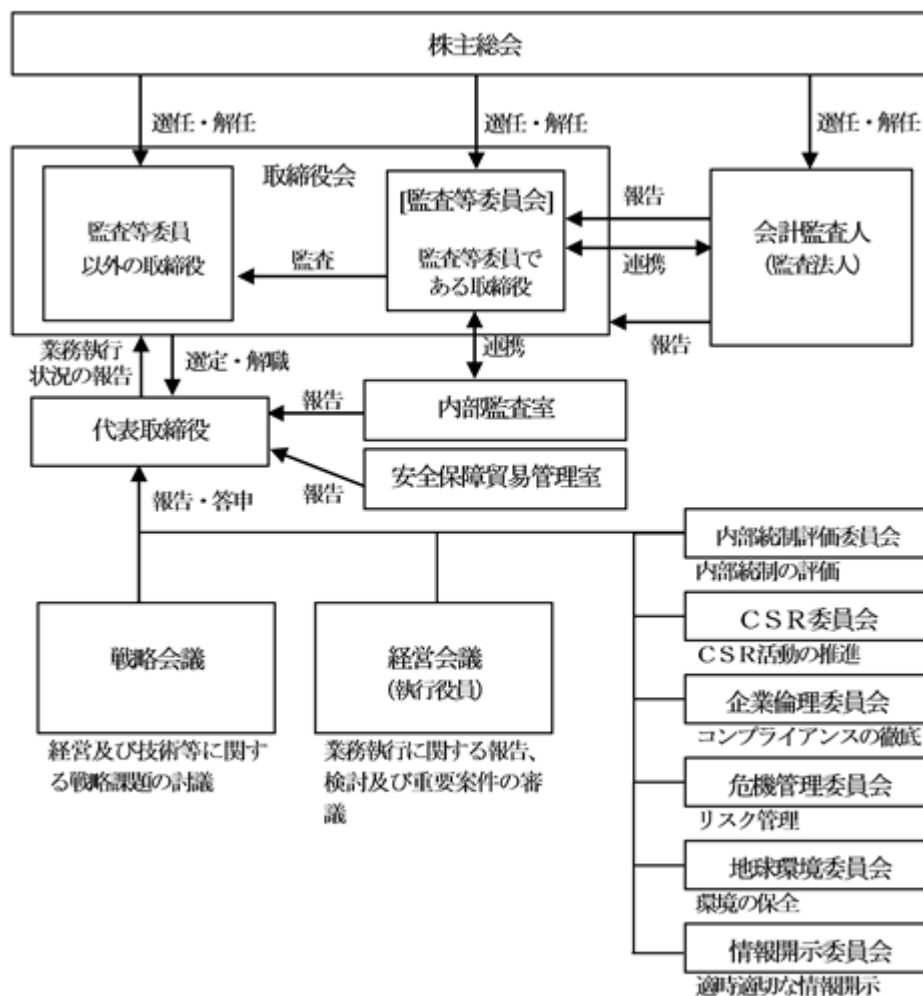 株主総会
選任・解任
選任・解任
選任・解任
取締役会
監査等委員
以外の取締役
監査
[監査等委員会]
監査等委員で
ある取締役
報告
連携
報告
会計監査人
(監査法人)
業務執行
状況の報告
選定・解職
連携
代表取締役
報告
内部監査室
報告
安全保障貿易管理室
報告・答申
戦略会議
経営及び技術等に関す
る戦略課題の討議
経営会議
(執行役員)
業務執行に関する報告、
検討及び重要案件の審
議
内部統制評価委員会
内部統制の評価
ＣＳＲ委員会
ＣＳＲ活動の推進
企業倫理委員会
コンプライアンスの徹底
危機管理委員会
リスク管理
地球環境委員会
環境の保全
情報開示委員会
適時適切な情報開示